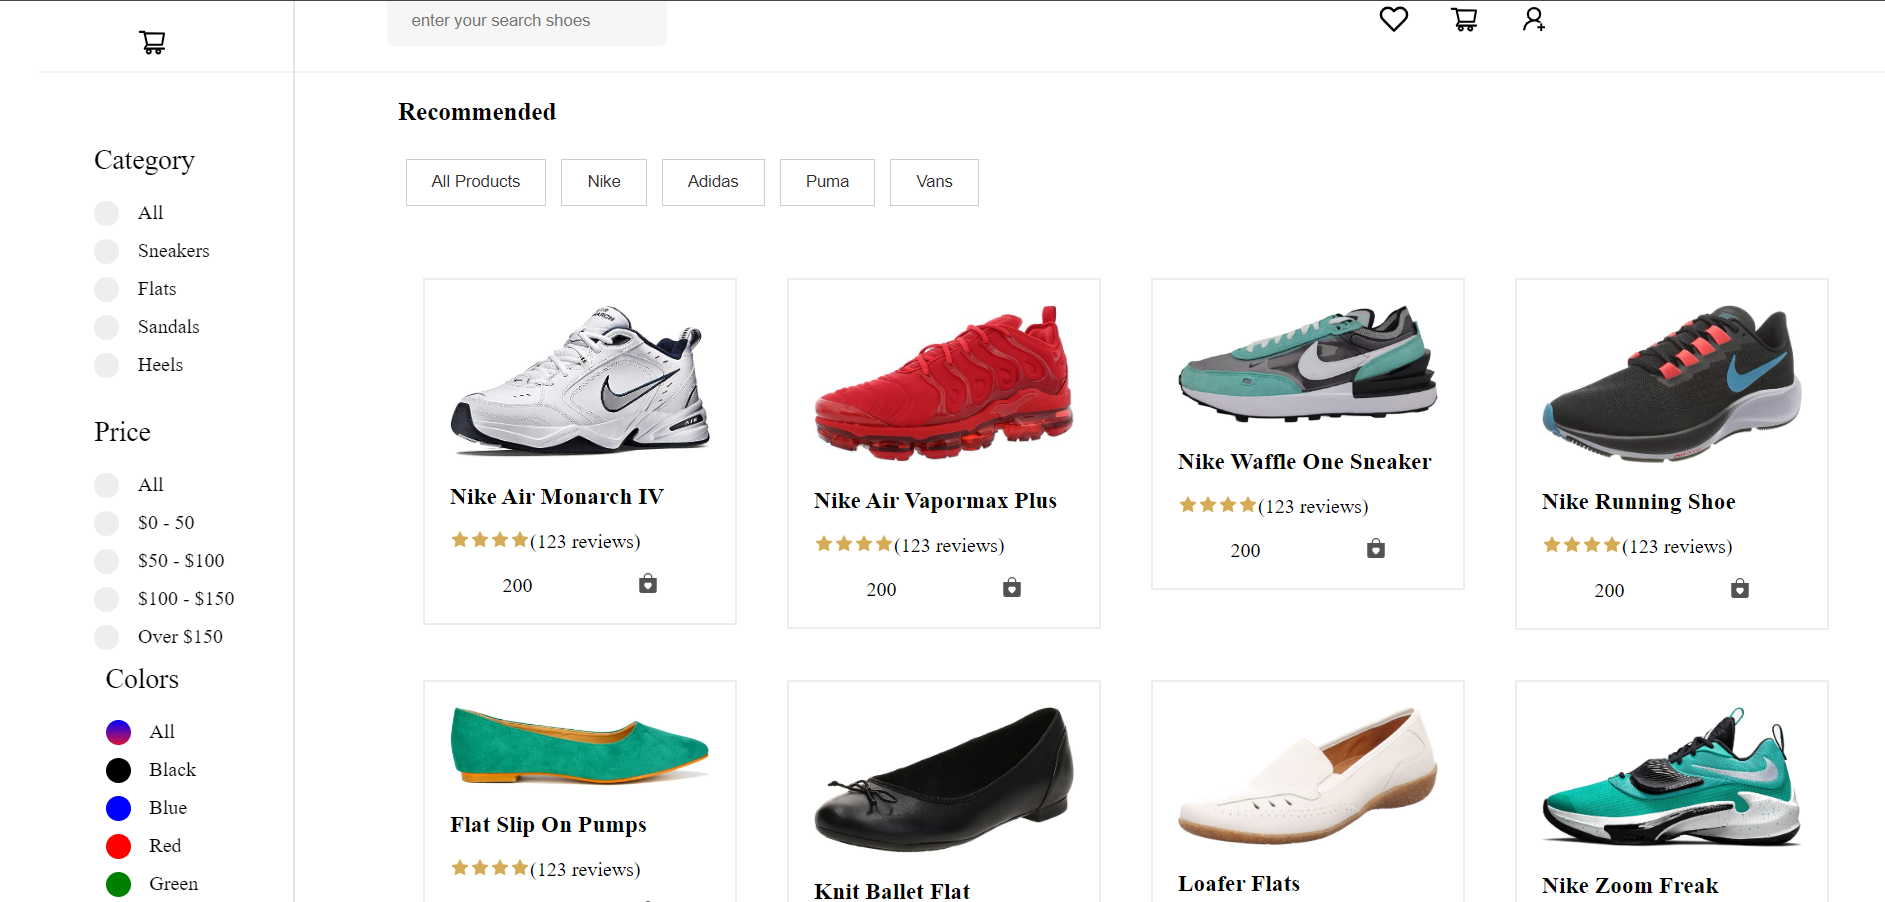 enter your search shoes
Recommended
All Products
Nike
Adidas
Puma
Vans
Category
All
Sneakers
Flats
Sandals
Heels
Price
All
$0 - 50
$50 - $100
$100 - $150
Over $150
Colors
All
Black
Blue
Red
Green
Nike Air Monarch IV
(123 reviews)
200
Nike Air Vapormax Plus
(123 reviews)
200
Nike Waffle One Sneaker
(123 reviews)
200
Nike Running Shoe
(123 reviews)
200
Flat Slip On Pumps
(123 reviews)
Knit Ballet Flat
Loafer Flats
Nike Zoom Freak